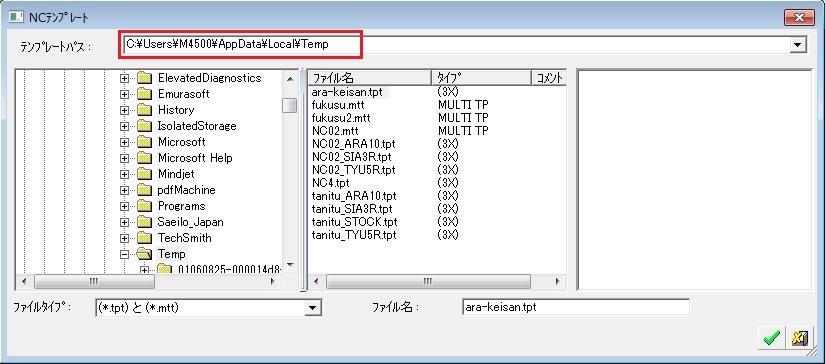 NCﾃﾝﾌﾟﾚｰﾄ
ﾃﾝﾌﾟﾚｰﾄﾊﾟｽ :
C:¥Users¥M4500¥AppData¥Local¥Temp
ElevatedDiagnostics
Emurasoft
History
IsolatedStorage
Microsoft
Microsoft Help
Mindjet
pdfMachine
Programs
Saeilo_Japan
TechSmith
Temp
01060825-000014d8-
ﾌｧｲﾙ名 ﾀｲﾌﾟ ｺﾒﾝﾄ
ara-keisan.tpt (3X)
fukusu.mtt MULTI TP
fukusu2.mtt MULTI TP
NC02.mtt MULTI TP
NC02_ARA10.tpt (3X)
NC02_SIA3R.tpt (3X)
NC02_TYU5R.tpt (3X)
NC4.tpt (3X)
tanitu_ARA10.tpt (3X)
tanitu_SIA3R.tpt (3X)
tanitu_STOCK.tpt (3X)
tanitu_TYU5R.tpt (3X)
ﾌｧｲﾙﾀｲﾌﾟ : (*.tpt) と (*.mtt) ﾌｧｲﾙ名 : ara-keisan.tpt